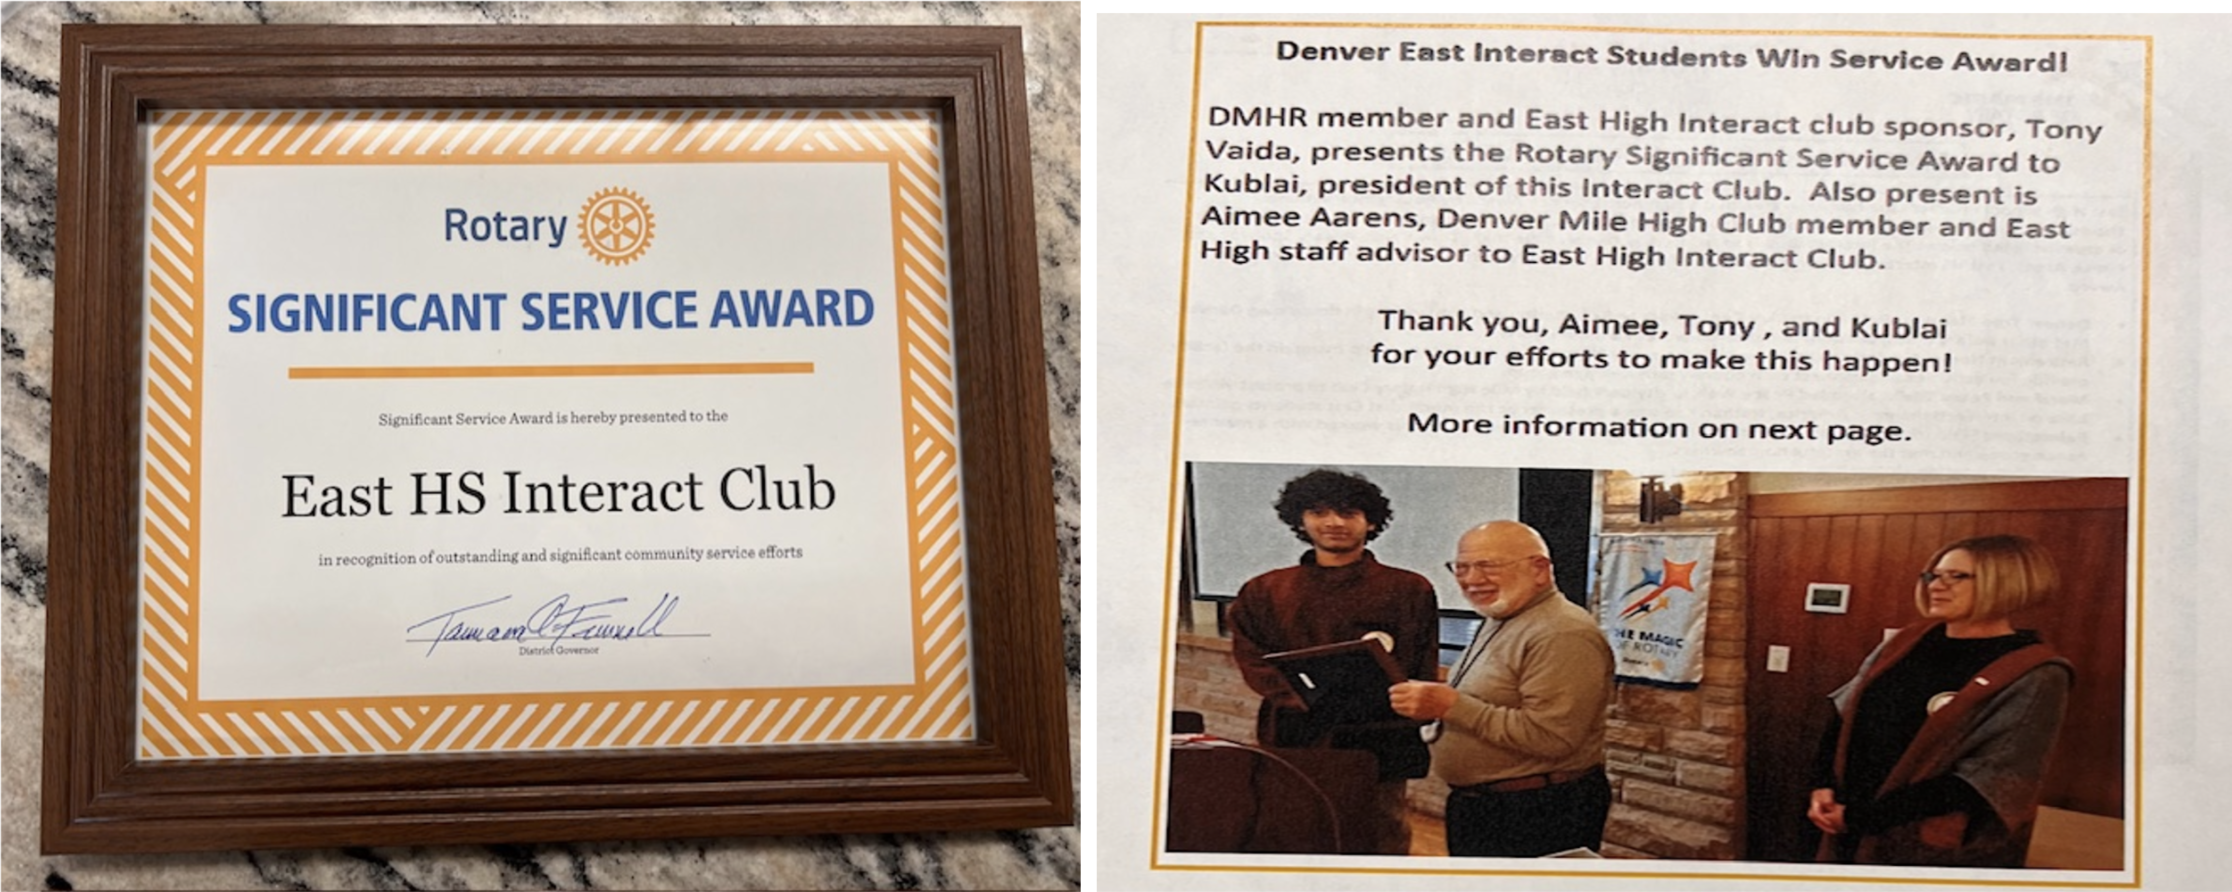 Rotary
SIGNIFICANT SERVICE AWARD
Significant Service Award is hereby presented to the
East HS Interact Club
in recognition of outstanding and significant community service efforts
District Governor
Denver East Interact Students Win Service Award!
DMHR member and East High Interact club sponsor, Tony
Vaida, presents the Rotary Significant Service Award to
Kublai, president of this Interact Club.  Also present is
Aimee Aarens, Denver Mile High Club member and East
High staff advisor to East High Interact Club.
Thank you, Aimee, Tony , and Kublai
for your efforts to make this happen!
More information on next page.
THE MAGIC
OF ROTARY